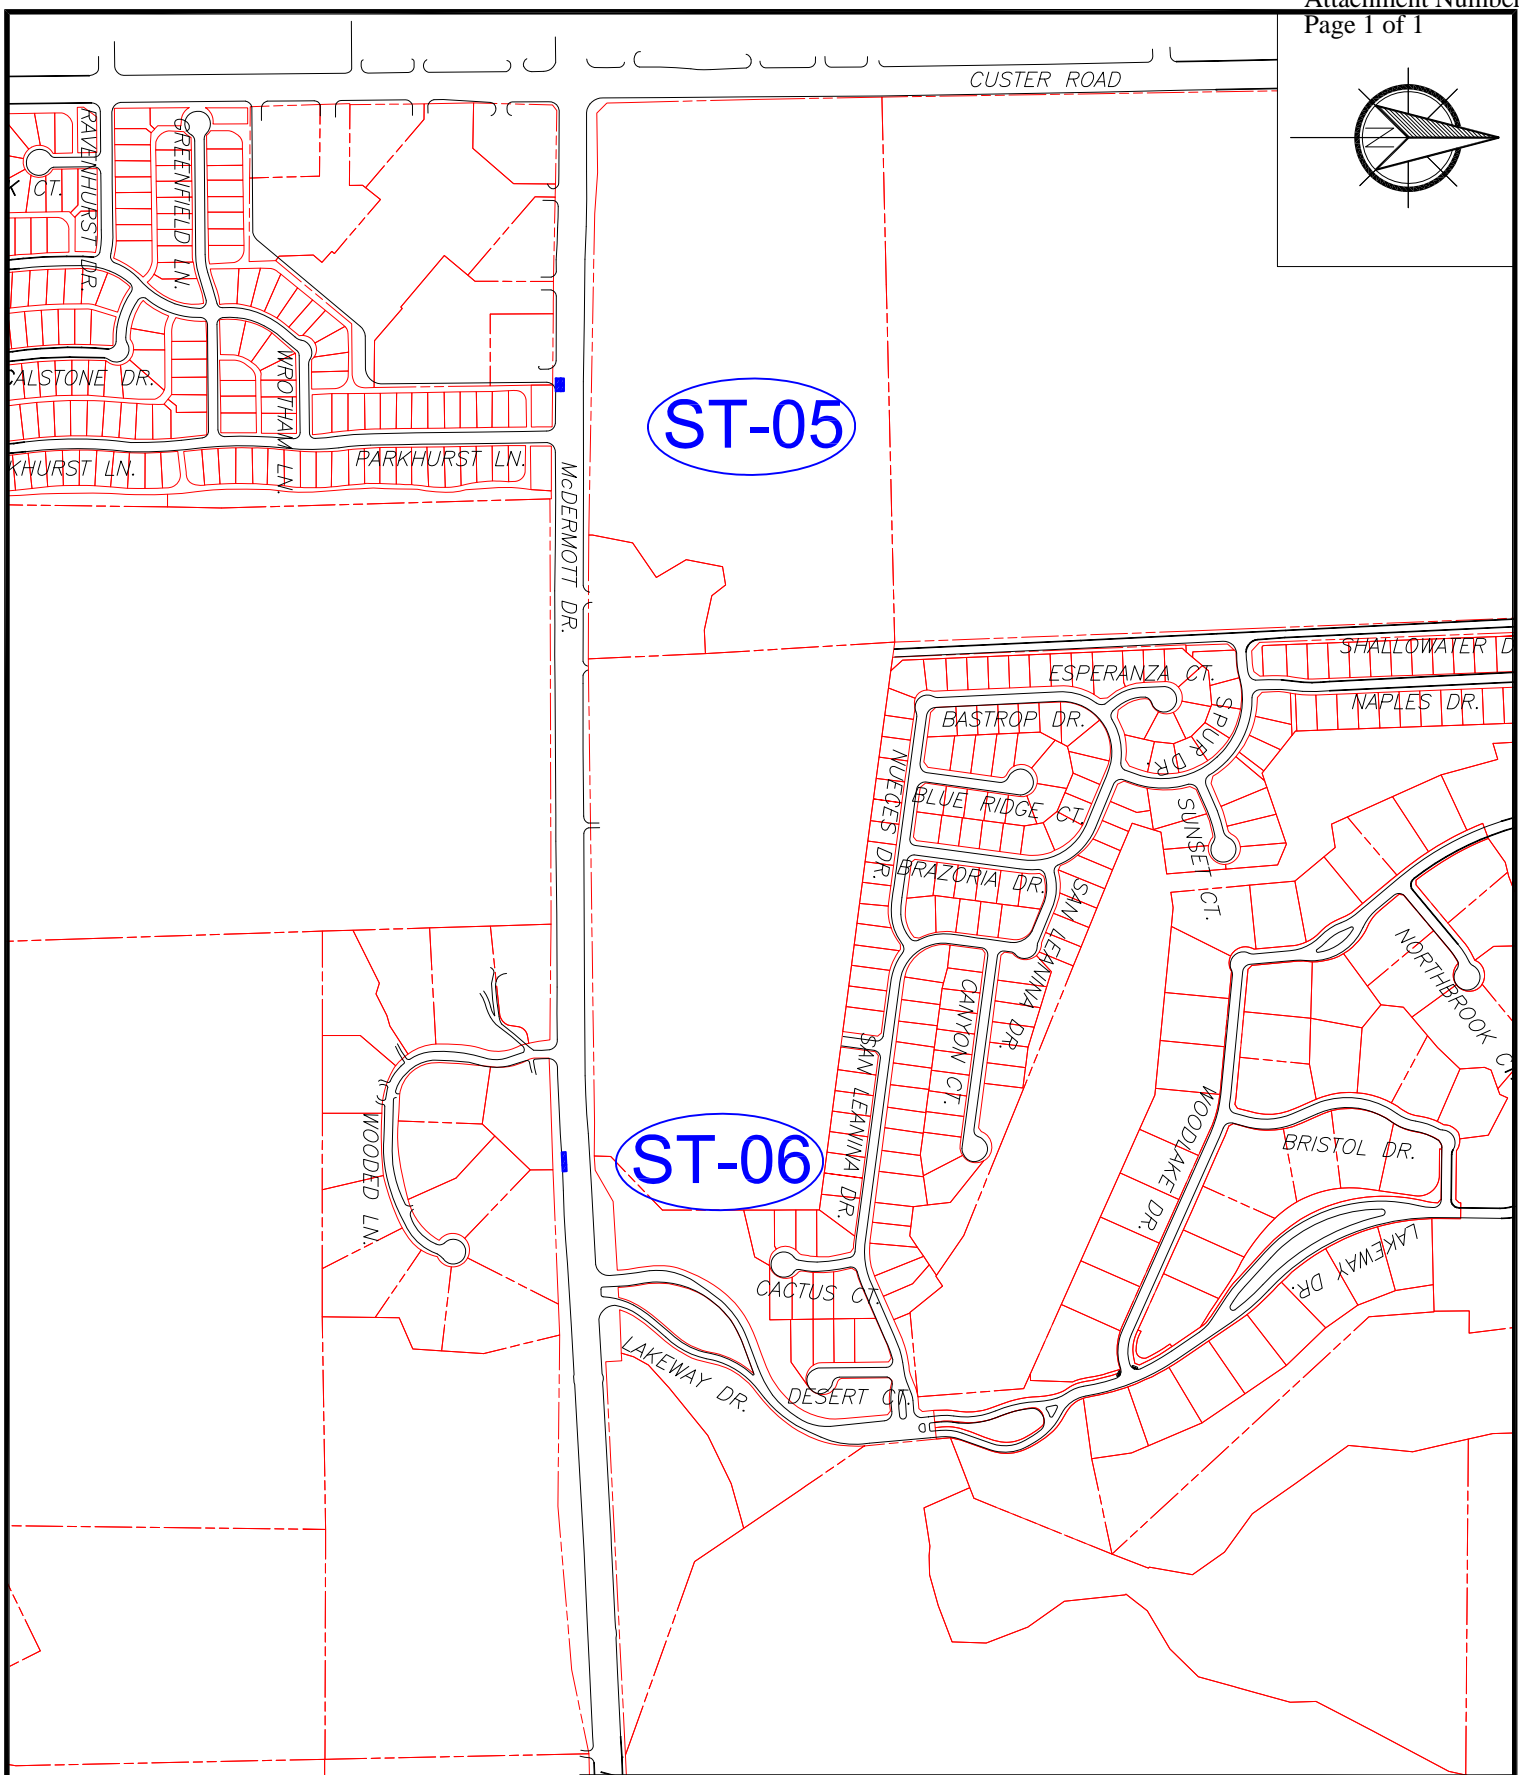 Attachment Number
Page 1 of 1
CUSTER ROAD
N
RAVENHURST DR.
GREENFIELD LN.
K CT.
CALSTONE DR.
WROTHAM LN.
KHURST LN.
PARKHURST LN.
McDERMOTT DR.
ST-05
SHALLOWATER D
ESPERANZA CT.
NAPLES DR.
BASTROP DR.
SPUR DR.
NUECES DR.
BLUE RIDGE CT.
SUNSET CT.
BRAZORIA DR.
SAN LEANNA DR.
NORTHBROOK CT
CANYON CT.
SAN LEANNA DR.
WOODED LN.
ST-06
WOODLAKE DR.
BRISTOL DR.
LAKEWAY DR.
CACTUS CT.
LAKEWAY DR.
DESERT CT.